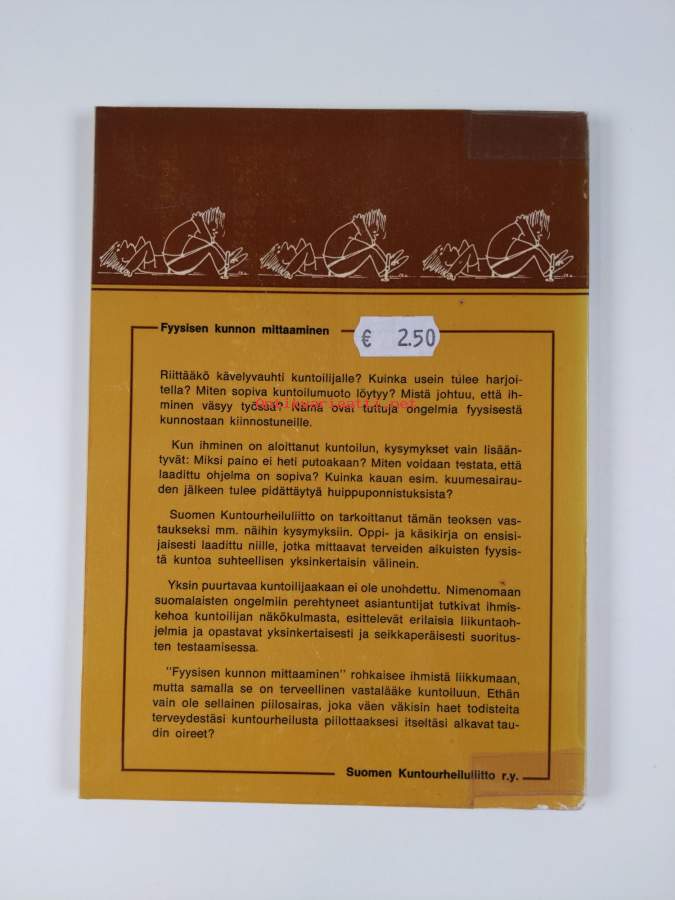 Fyysisen kunnon mittaaminen
€ 2.50
Riittääkö kävelyvauhti kuntoilijalle? Kuinka usein tulee harjoi-
tella? Miten sopiva kuntoilumuoto löytyy? Mistä johtuu, että ih-
minen väsyy työssä? Nämä ovat tuttuja ongelmia fyysisestä
kunnostaan kiinnostuneille.
Antikvariaatti.net
Kun ihminen on aloittanut kuntoilun, kysymykset vain lisään-
tyvät: Miksi paino ei heti putoakaan? Miten voidaan testata, että
laadittu ohjelma on sopiva? Kuinka kauan esim. kuumesairau-
den jälkeen tulee pidättäytyä huippuponnistuksista?
Suomen Kuntourheiluliitto on tarkoittanut tämän teoksen vas-
taukseksi mm. näihin kysymyksiin. Oppi- ja käsikirja on ensisi-
jaisesti laadittu niille, jotka mittaavat terveiden aikuisten fyysis-
tä kuntoa suhteellisen yksinkertaisin välinein.
Yksin puurtavaa kuntoilijaakaan ei ole unohdettu. Nimenomaan
suomalaisten ongelmiin perehtyneet asiantuntijat tutkivat ihmis-
kehoa kuntoilijan näkökulmasta, esittelevät erilaisia liikuntaoh-
jelmia ja opastavat yksinkertaisesti ja seikkaperäisesti suoritus-
ten testaamisessa.
"Fyysisen kunnon mittaaminen" rohkaisee ihmistä liikkumaan,
mutta samalla se on terveellinen vastalääke kuntoiluun. Ethän
vain ole sellainen piilosairas, joka väen väkisin haet todisteita
terveydestäsi kuntourheilusta piilottaaksesi itseltäsi alkavat tau-
din oireet?
Suomen Kuntourheiluliitto r.y.